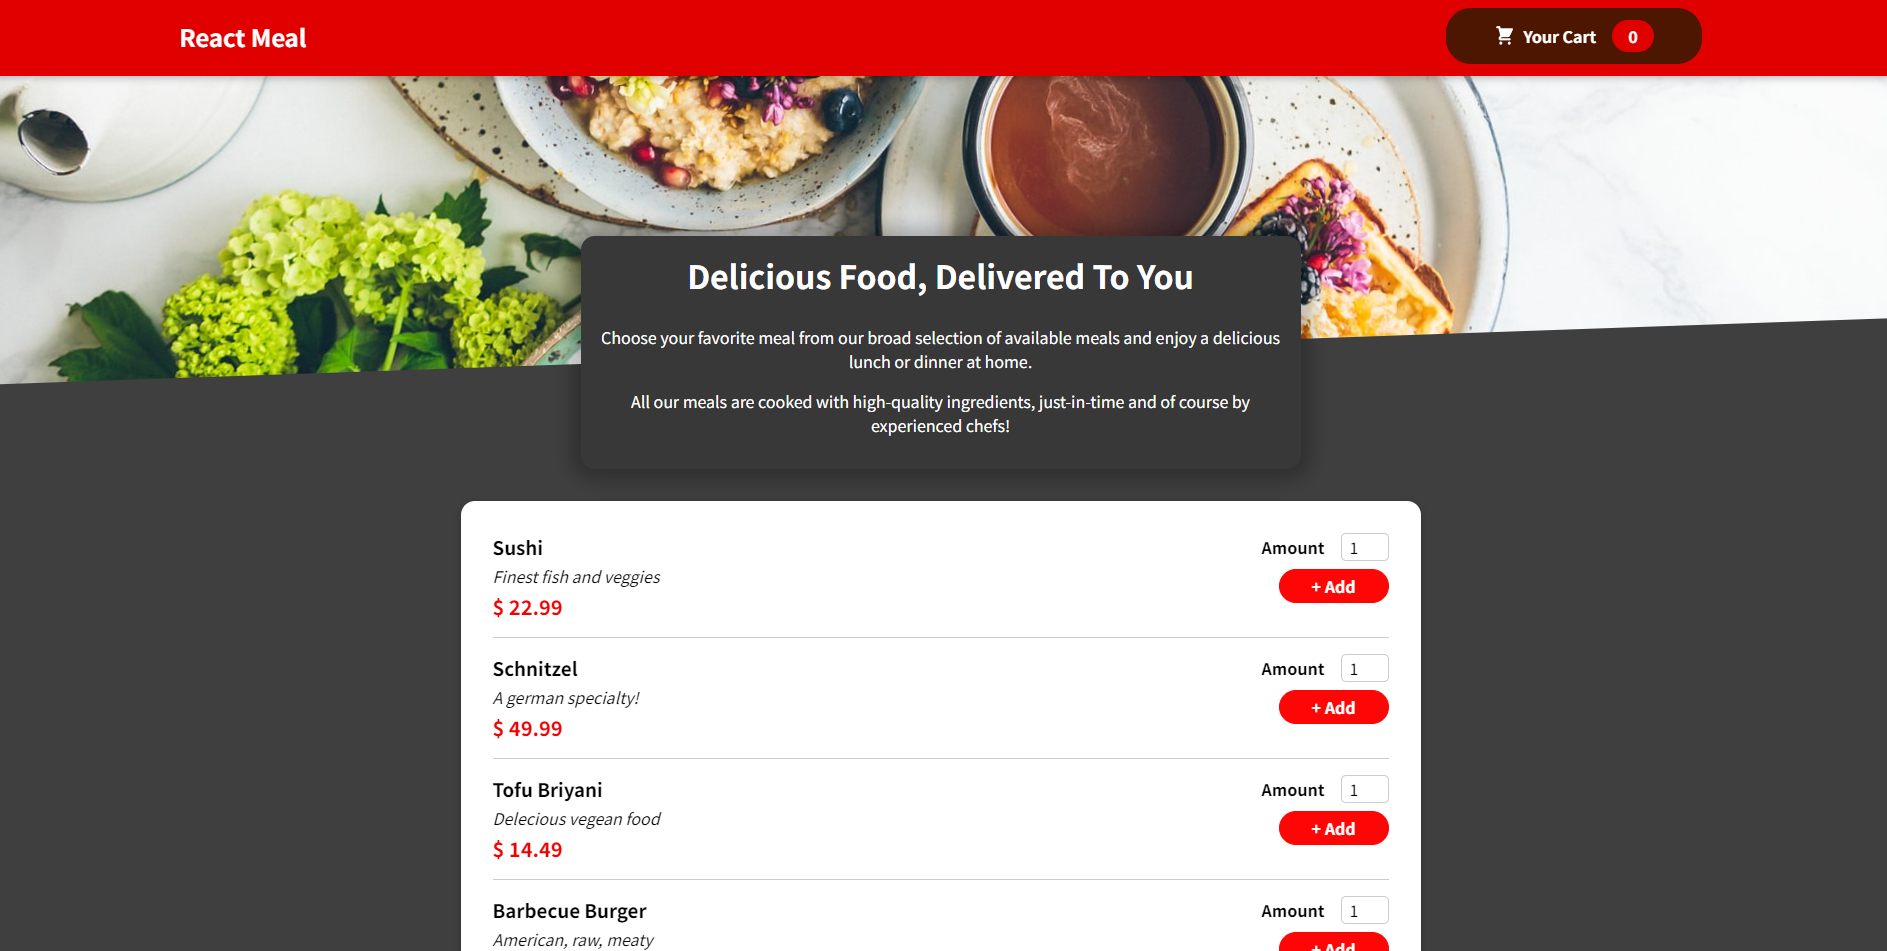 React Meal
Your Cart 0
Delicious Food, Delivered To You
Choose your favorite meal from our broad selection of available meals and enjoy a delicious
lunch or dinner at home.
All our meals are cooked with high-quality ingredients, just-in-time and of course by
experienced chefs!
Sushi
Finest fish and veggies
$ 22.99
Amount 1
+ Add
Schnitzel
A german specialty!
$ 49.99
Amount 1
+ Add
Tofu Briyani
Delecious vegean food
$ 14.49
Amount 1
+ Add
Barbecue Burger
American, raw, meaty
Amount 1
+ Add